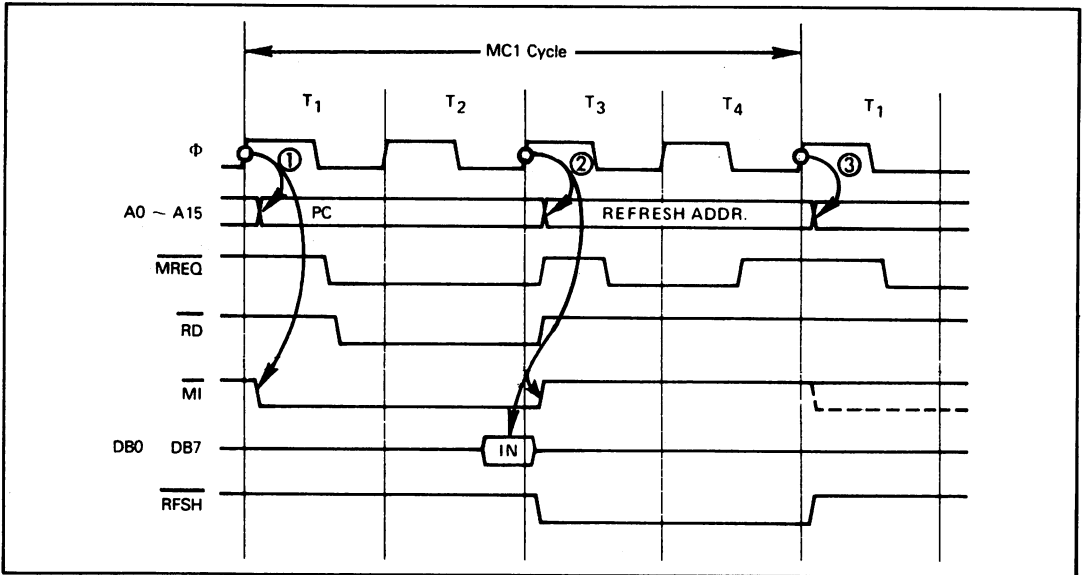 MC1 Cycle
T1 T2 T3 T4 T1
Φ ① ② ③
A0 ~ A15 PC REFRESH ADDR.
MREQ
RD
MI
DB0 DB7 IN
RFSH